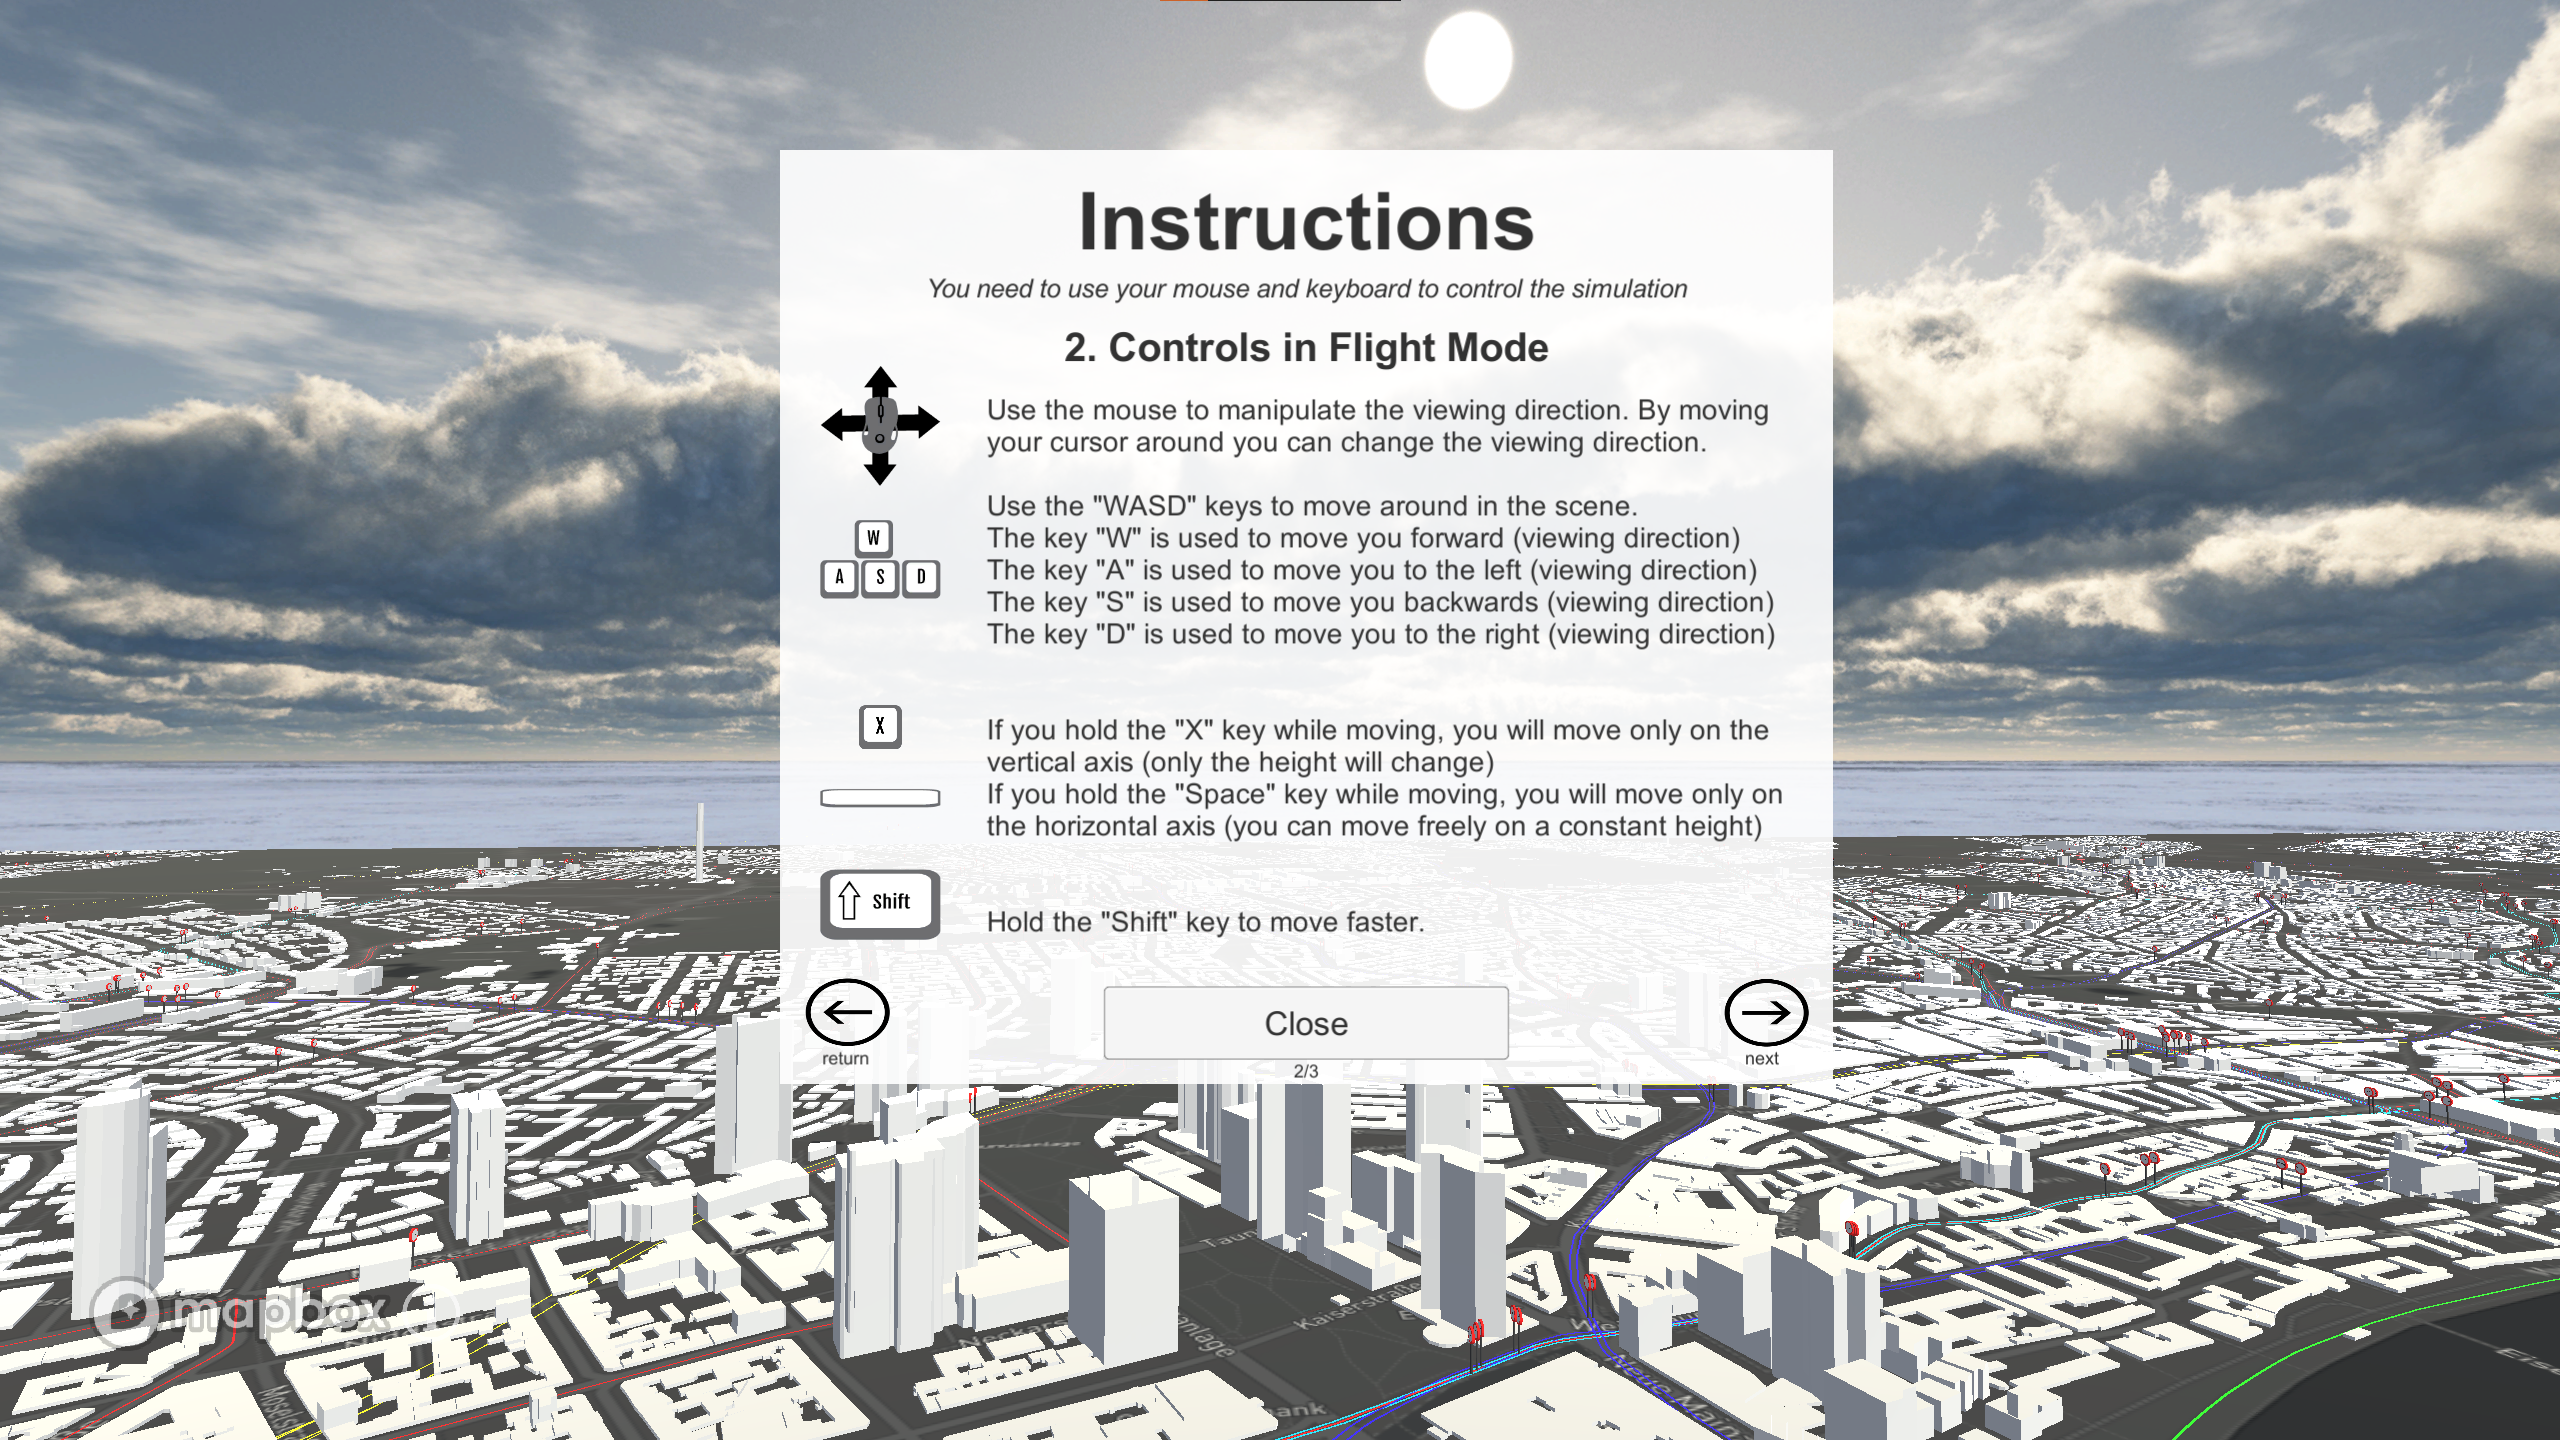 Instructions
You need to use your mouse and keyboard to control the simulation
2. Controls in Flight Mode
Use the mouse to manipulate the viewing direction. By moving
your cursor around you can change the viewing direction.
W
A S D
Use the "WASD" keys to move around in the scene.
The key "W" is used to move you forward (viewing direction)
The key "A" is used to move you to the left (viewing direction)
The key "S" is used to move you backwards (viewing direction)
The key "D" is used to move you to the right (viewing direction)
X
If you hold the "X" key while moving, you will move only on the
vertical axis (only the height will change)
If you hold the "Space" key while moving, you will move only on
the horizontal axis (you can move freely on a constant height)
Shift
Hold the "Shift" key to move faster.
return
Close
next
2/3
Kaiserstraße
mapbox